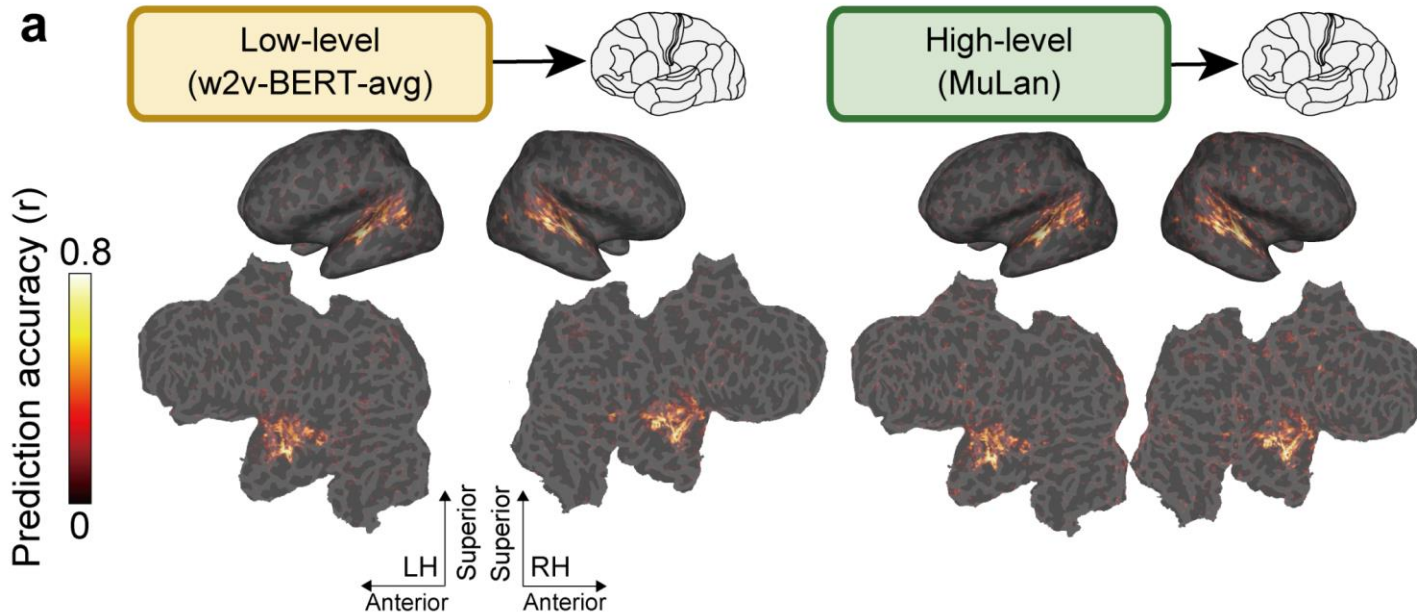 a
Low-level
(w2v-BERT-avg)
High-level
(MuLan)
Prediction accuracy (r)
0.8
0
LH
Superior
Anterior
Superior
RH
Anterior